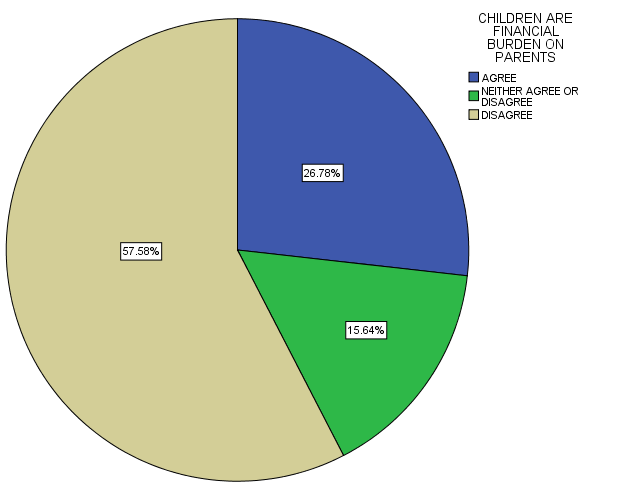 CHILDREN ARE
FINANCIAL
BURDEN ON
PARENTS
AGREE
NEITHER AGREE OR
DISAGREE
DISAGREE
26.78%
57.58%
15.64%